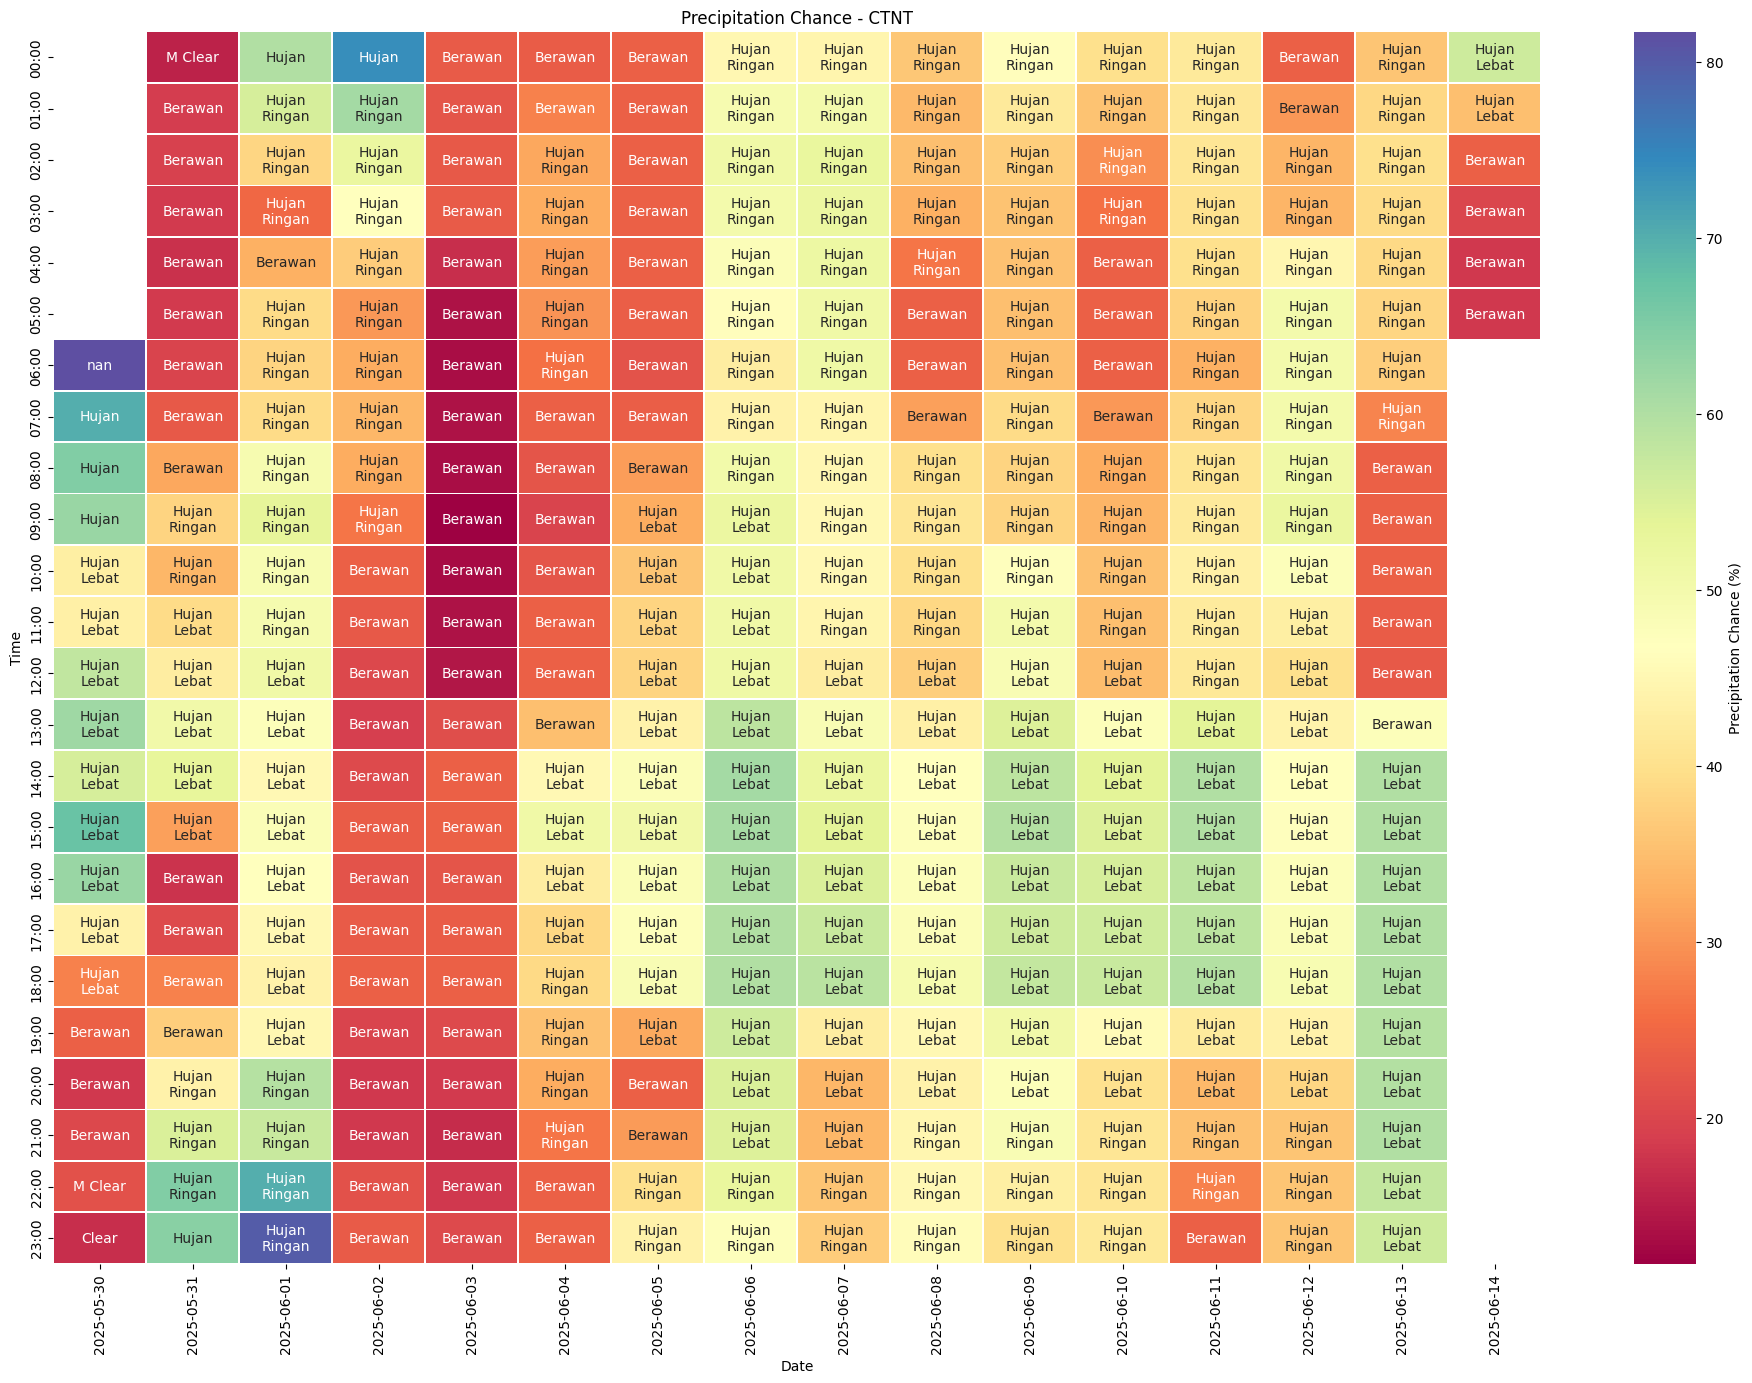 Precipitation Chance - CTNT
00:00 M Clear Hujan Hujan Berawan Berawan Berawan Hujan Ringan Hujan Ringan Hujan Ringan Hujan Ringan Hujan Ringan Hujan Ringan Berawan Hujan Ringan Hujan Lebat
01:00 Berawan Hujan Ringan Hujan Ringan Berawan Berawan Berawan Hujan Ringan Hujan Ringan Hujan Ringan Hujan Ringan Hujan Ringan Hujan Ringan Berawan Hujan Ringan Hujan Lebat
02:00 Berawan Hujan Ringan Hujan Ringan Berawan Hujan Ringan Berawan Hujan Ringan Hujan Ringan Hujan Ringan Hujan Ringan Hujan Ringan Hujan Ringan Hujan Ringan Hujan Ringan Berawan
03:00 Berawan Hujan Ringan Hujan Ringan Berawan Hujan Ringan Berawan Hujan Ringan Hujan Ringan Hujan Ringan Hujan Ringan Hujan Ringan Hujan Ringan Hujan Ringan Hujan Ringan Berawan
04:00 Berawan Berawan Hujan Ringan Berawan Hujan Ringan Berawan Hujan Ringan Hujan Ringan Hujan Ringan Hujan Ringan Berawan Hujan Ringan Hujan Ringan Hujan Ringan Berawan
05:00 Berawan Hujan Ringan Hujan Ringan Berawan Hujan Ringan Berawan Hujan Ringan Hujan Ringan Berawan Hujan Ringan Berawan Hujan Ringan Hujan Ringan Hujan Ringan Berawan
06:00 nan Berawan Hujan Ringan Hujan Ringan Berawan Hujan Ringan Berawan Hujan Ringan Hujan Ringan Berawan Hujan Ringan Berawan Hujan Ringan Hujan Ringan Hujan Ringan
07:00 Hujan Berawan Hujan Ringan Hujan Ringan Berawan Berawan Berawan Hujan Ringan Hujan Ringan Berawan Hujan Ringan Berawan Hujan Ringan Hujan Ringan Hujan Ringan
08:00 Hujan Berawan Hujan Ringan Hujan Ringan Berawan Berawan Berawan Hujan Ringan Hujan Ringan Hujan Ringan Hujan Ringan Hujan Ringan Hujan Ringan Hujan Ringan Berawan
09:00 Hujan Hujan Ringan Hujan Ringan Hujan Ringan Berawan Berawan Hujan Lebat Hujan Lebat Hujan Ringan Hujan Ringan Hujan Ringan Hujan Ringan Hujan Ringan Hujan Ringan Berawan
10:00 Hujan Lebat Hujan Ringan Hujan Ringan Berawan Berawan Berawan Hujan Lebat Hujan Lebat Hujan Ringan Hujan Ringan Hujan Ringan Hujan Ringan Hujan Ringan Hujan Lebat Berawan
11:00 Hujan Lebat Hujan Lebat Hujan Ringan Berawan Berawan Berawan Hujan Lebat Hujan Lebat Hujan Ringan Hujan Ringan Hujan Lebat Hujan Ringan Hujan Ringan Hujan Lebat Berawan
12:00 Hujan Lebat Hujan Lebat Hujan Lebat Berawan Berawan Berawan Hujan Lebat Hujan Lebat Hujan Lebat Hujan Lebat Hujan Lebat Hujan Lebat Hujan Ringan Hujan Lebat Berawan
13:00 Hujan Lebat Hujan Lebat Hujan Lebat Berawan Berawan Berawan Hujan Lebat Hujan Lebat Hujan Lebat Hujan Lebat Hujan Lebat Hujan Lebat Hujan Lebat Hujan Lebat Berawan
14:00 Hujan Lebat Hujan Lebat Hujan Lebat Berawan Berawan Hujan Lebat Hujan Lebat Hujan Lebat Hujan Lebat Hujan Lebat Hujan Lebat Hujan Lebat Hujan Lebat Hujan Lebat Hujan Lebat
15:00 Hujan Lebat Hujan Lebat Hujan Lebat Berawan Berawan Hujan Lebat Hujan Lebat Hujan Lebat Hujan Lebat Hujan Lebat Hujan Lebat Hujan Lebat Hujan Lebat Hujan Lebat Hujan Lebat
16:00 Hujan Lebat Berawan Hujan Lebat Berawan Berawan Hujan Lebat Hujan Lebat Hujan Lebat Hujan Lebat Hujan Lebat Hujan Lebat Hujan Lebat Hujan Lebat Hujan Lebat Hujan Lebat
17:00 Hujan Lebat Berawan Hujan Lebat Berawan Berawan Hujan Lebat Hujan Lebat Hujan Lebat Hujan Lebat Hujan Lebat Hujan Lebat Hujan Lebat Hujan Lebat Hujan Lebat Hujan Lebat
18:00 Hujan Lebat Berawan Hujan Lebat Berawan Berawan Hujan Ringan Hujan Lebat Hujan Lebat Hujan Lebat Hujan Lebat Hujan Lebat Hujan Lebat Hujan Lebat Hujan Lebat Hujan Lebat
19:00 Berawan Berawan Hujan Lebat Berawan Berawan Hujan Ringan Hujan Lebat Hujan Lebat Hujan Lebat Hujan Lebat Hujan Lebat Hujan Lebat Hujan Lebat Hujan Lebat Hujan Lebat
20:00 Berawan Hujan Ringan Hujan Ringan Berawan Berawan Hujan Ringan Berawan Hujan Lebat Hujan Lebat Hujan Lebat Hujan Lebat Hujan Lebat Hujan Lebat Hujan Lebat Hujan Lebat
21:00 Berawan Hujan Ringan Hujan Ringan Berawan Berawan Hujan Ringan Berawan Hujan Lebat Hujan Lebat Hujan Ringan Hujan Ringan Hujan Ringan Hujan Ringan Hujan Ringan Hujan Lebat
22:00 M Clear Hujan Ringan Hujan Ringan Berawan Berawan Berawan Hujan Ringan Hujan Ringan Hujan Ringan Hujan Ringan Hujan Ringan Hujan Ringan Hujan Ringan Hujan Ringan Hujan Lebat
23:00 Clear Hujan Hujan Ringan Berawan Berawan Berawan Hujan Ringan Hujan Ringan Hujan Ringan Hujan Ringan Hujan Ringan Hujan Ringan Berawan Hujan Ringan Hujan Lebat
Time
2025-05-30 2025-05-31 2025-06-01 2025-06-02 2025-06-03 2025-06-04 2025-06-05 2025-06-06 2025-06-07 2025-06-08 2025-06-09 2025-06-10 2025-06-11 2025-06-12 2025-06-13 2025-06-14
Date
80
70
60
50
40
30
20
Precipitation Chance (%)